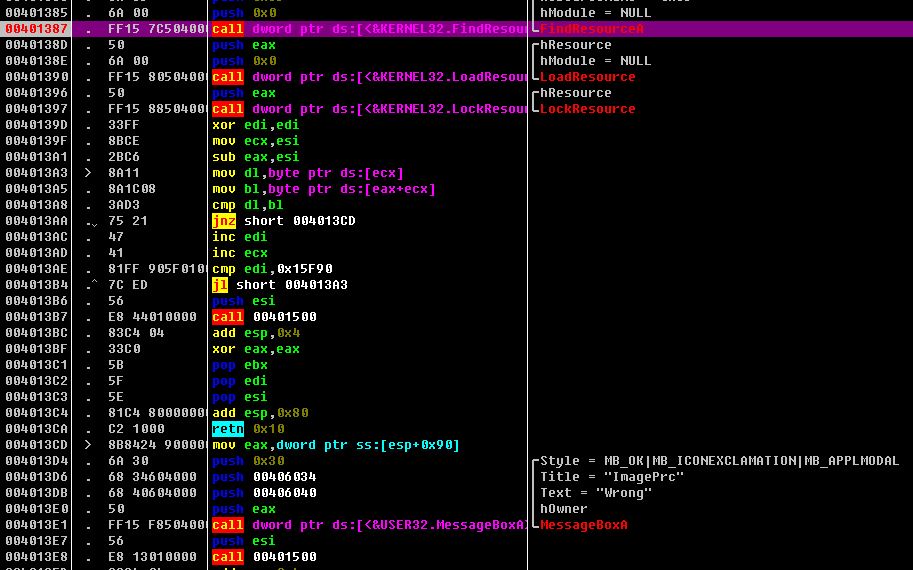 00401385 . 6A 00 push 0x0 hModule = NULL
00401387 . FF15 7C504000 call dword ptr ds:[<&KERNEL32.FindResour FindResourceA
0040138D . 50 push eax hResource
0040138E . 6A 00 push 0x0 hModule = NULL
00401390 . FF15 80504000 call dword ptr ds:[<&KERNEL32.LoadResour LoadResource
00401396 . 50 push eax hResource
00401397 . FF15 88504000 call dword ptr ds:[<&KERNEL32.LockResour LockResource
0040139D . 33FF xor edi,edi
0040139F . 8BCE mov ecx,esi
004013A1 . 2BC6 sub eax,esi
004013A3 > 8A11 mov dl,byte ptr ds:[ecx]
004013A5 . 8A1C08 mov bl,byte ptr ds:[eax+ecx]
004013A8 . 3AD3 cmp dl,bl
004013AA . 75 21 jnz short 004013CD
004013AC . 47 inc edi
004013AD . 41 inc ecx
004013AE . 81FF 905F0100 cmp edi,0x15F90
004013B4 .^ 7C ED jl short 004013A3
004013B6 . 56 push esi
004013B7 . E8 44010000 call 00401500
004013BC . 83C4 04 add esp,0x4
004013BF . 33C0 xor eax,eax
004013C1 . 5B pop ebx
004013C2 . 5F pop edi
004013C3 . 5E pop esi
004013C4 . 81C4 80000000 add esp,0x80
004013CA . C2 1000 retn 0x10
004013CD > 8B8424 900000 mov eax,dword ptr ss:[esp+0x90]
004013D4 . 6A 30 push 0x30 Style = MB_OK|MB_ICONEXCLAMATION|MB_APPLMODAL
004013D6 . 68 34604000 push 00406034 Title = "ImagePrc"
004013DB . 68 40604000 push 00406040 Text = "Wrong"
004013E0 . 50 push eax hOwner
004013E1 . FF15 F8504000 call dword ptr ds:[<&USER32.MessageBoxA> MessageBoxA
004013E7 . 56 push esi
004013E8 . E8 13010000 call 00401500